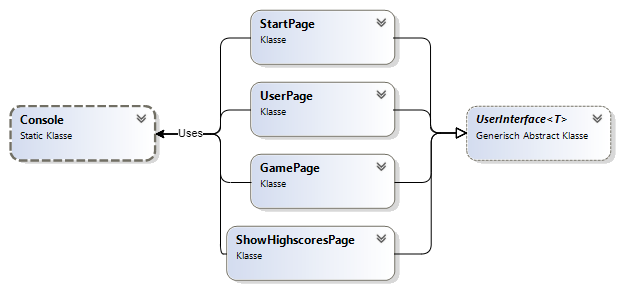 StartPage
Klasse
UserPage
Klasse
Console
Static Klasse
Uses
UserInterface<T>
Generisch Abstract Klasse
GamePage
Klasse
ShowHighscoresPage
Klasse